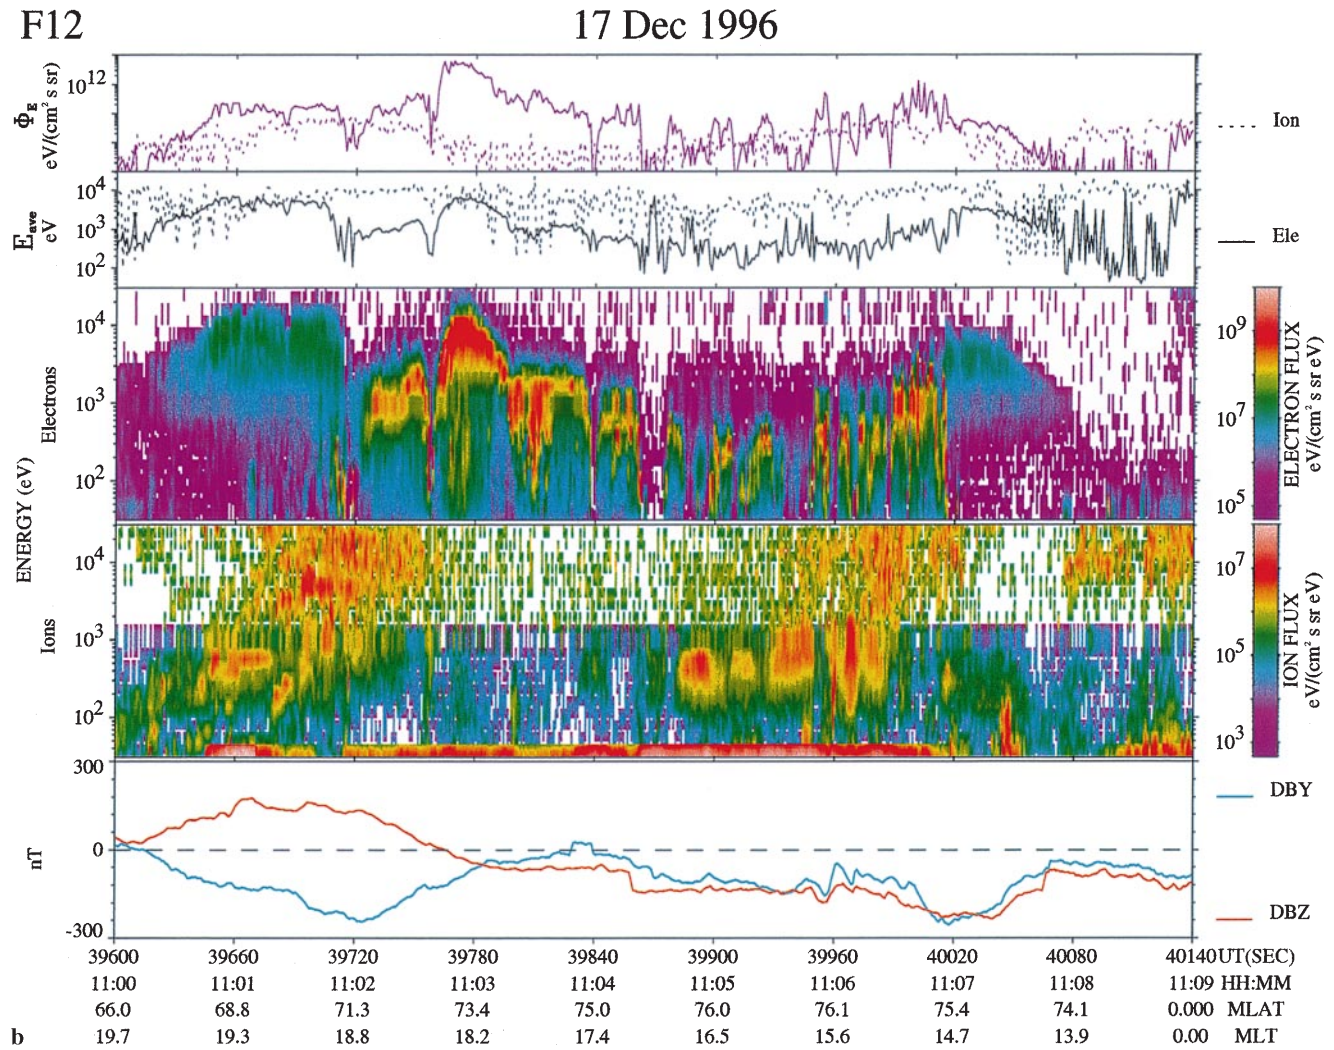 F12 17 Dec 1996
Φ_E
eV/(cm² s sr)
10¹²
Ion
E_ave
eV
10⁴
10³
10²
Ele
ENERGY (eV)
Electrons
10⁴
10³
10²
10⁹
10⁷
10⁵
ELECTRON FLUX
eV/(cm² s sr eV)
Ions
10⁴
10³
10²
10⁷
10⁵
10³
ION FLUX
eV/(cm² s sr eV)
nT
300
0
-300
DBY
DBZ
39600 39660 39720 39780 39840 39900 39960 40020 40080 40140 UT(SEC)
11:00 11:01 11:02 11:03 11:04 11:05 11:06 11:07 11:08 11:09 HH:MM
66.0 68.8 71.3 73.4 75.0 76.0 76.1 75.4 74.1 0.000 MLAT
b 19.7 19.3 18.8 18.2 17.4 16.5 15.6 14.7 13.9 0.00 MLT